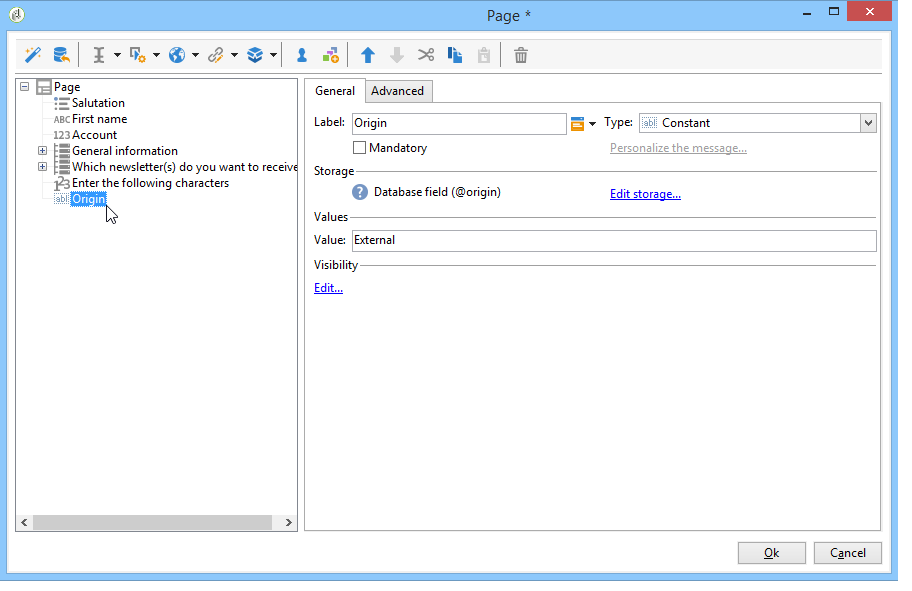 Page *
Page
Salutation
ABC First name
123 Account
General information
Which newsletter(s) do you want to receive
Enter the following characters
abl Origin
General Advanced
Label: Origin Type: abl Constant
Mandatory Personalize the message...
Storage
? Database field (@origin) Edit storage...
Values
Value: External
Visibility
Edit...
Ok Cancel